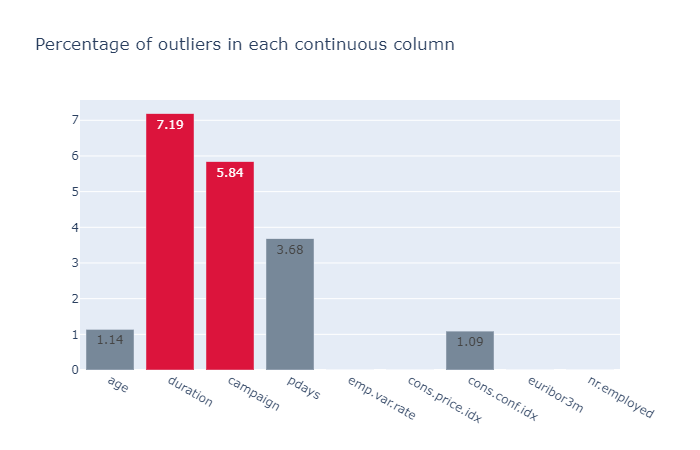 Percentage of outliers in each continuous column
7
6
5
4
3
2
1
0
1.14
7.19
5.84
3.68
1.09
age
duration
campaign
pdays
emp.var.rate
cons.price.idx
cons.conf.idx
euribor3m
nr.employed